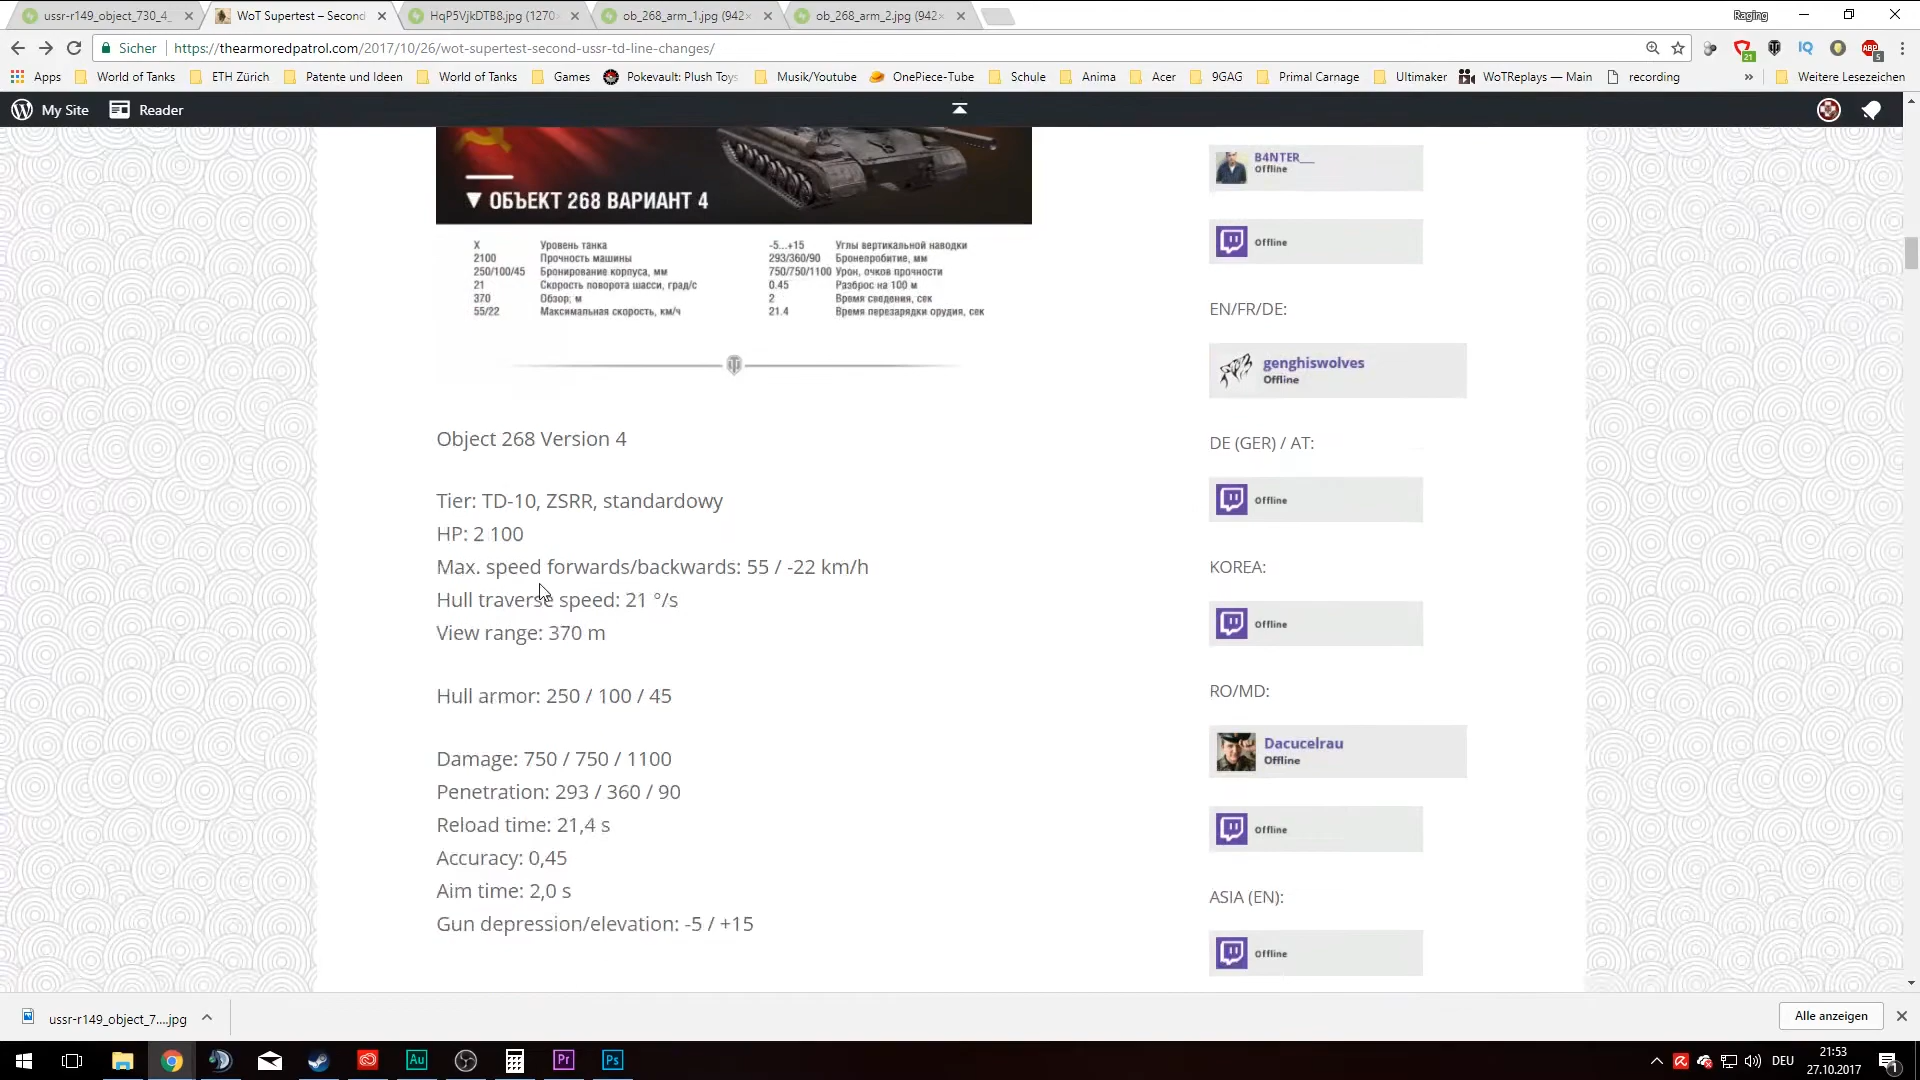 ussr-r149_object_730_4_
WoT Supertest – Second
HqP5VjkDTB8.jpg (1270×
ob_268_arm_1.jpg (942×
ob_268_arm_2.jpg (942×
Raging
Sicher
https://thearmoredpatrol.com/2017/10/26/wot-supertest-second-ussr-td-line-changes/
21
IQ
ABP
5
Apps
World of Tanks
ETH Zürich
Patente und Ideen
World of Tanks
Games
Pokevault: Plush Toys
Musik/Youtube
OnePiece-Tube
Schule
Anima
Acer
9GAG
Primal Carnage
Ultimaker
WoTReplays — Main
recording
»
Weitere Lesezeichen
My Site
Reader
▼ ОБЪЕКТ 268 ВАРИАНТ 4
X Уровень танка
2100 Прочность машины
250/100/45 Бронирование корпуса, мм
21 Скорость поворота шасси, град/с
370 Обзор, м
55/22 Максимальная скорость, км/ч
-5...+15 Углы вертикальной наводки
293/360/90 Бронепробитие, мм
750/750/1100 Урон, очков прочности
0.45 Разброс на 100 м
2 Время сведения, сек
21.4 Время перезарядки орудия, сек
Object 268 Version 4
Tier: TD-10, ZSRR, standardowy
HP: 2 100
Max. speed forwards/backwards: 55 / -22 km/h
Hull traverse speed: 21 °/s
View range: 370 m
Hull armor: 250 / 100 / 45
Damage: 750 / 750 / 1100
Penetration: 293 / 360 / 90
Reload time: 21,4 s
Accuracy: 0,45
Aim time: 2,0 s
Gun depression/elevation: -5 / +15
B4NTER__
Offline
Offline
EN/FR/DE:
genghiswolves
Offline
DE (GER) / AT:
Offline
KOREA:
Offline
RO/MD:
Dacucelrau
Offline
Offline
ASIA (EN):
Offline
ussr-r149_object_7....jpg
Alle anzeigen
Au
Pr
Ps
DEU
21:53
27.10.2017
1